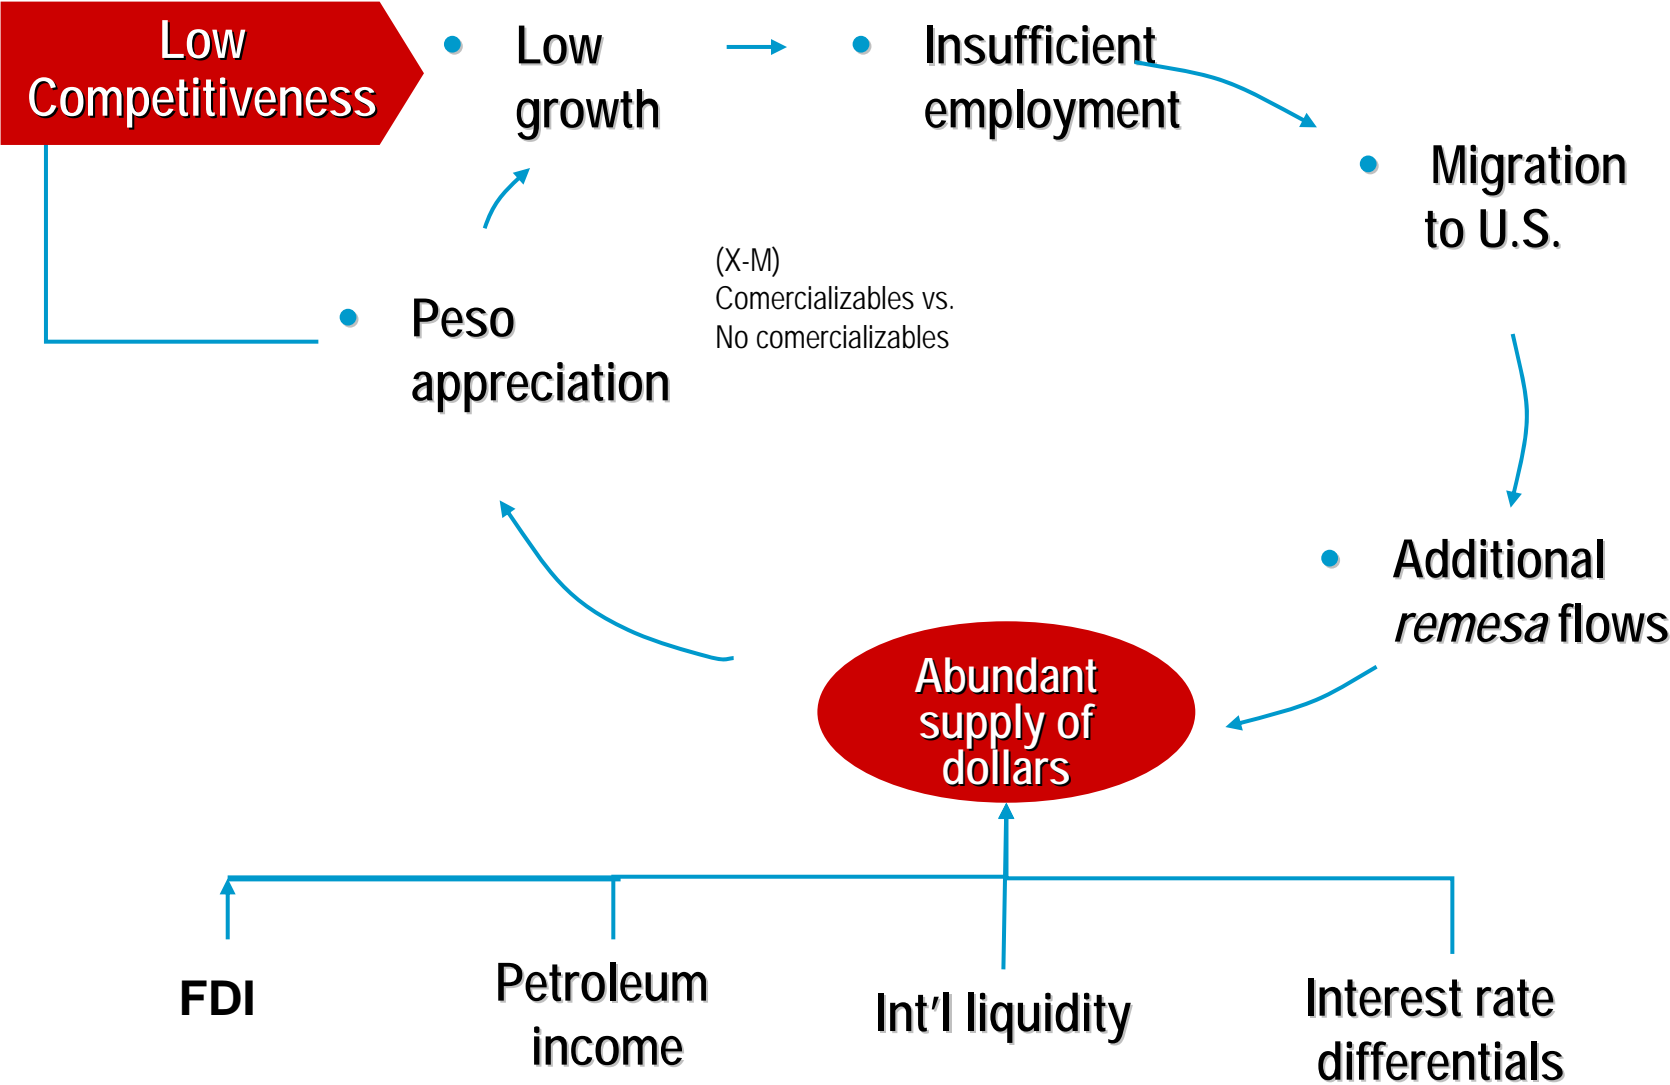 Low
Competitiveness
• Low
growth
• Insufficient
employment
• Migration
to U.S.
(X-M)
Comercializables vs.
No comercializables
• Peso
appreciation
• Additional
remesa flows
Abundant
supply of
dollars
FDI
Petroleum
income
Int'l liquidity
Interest rate
differentials